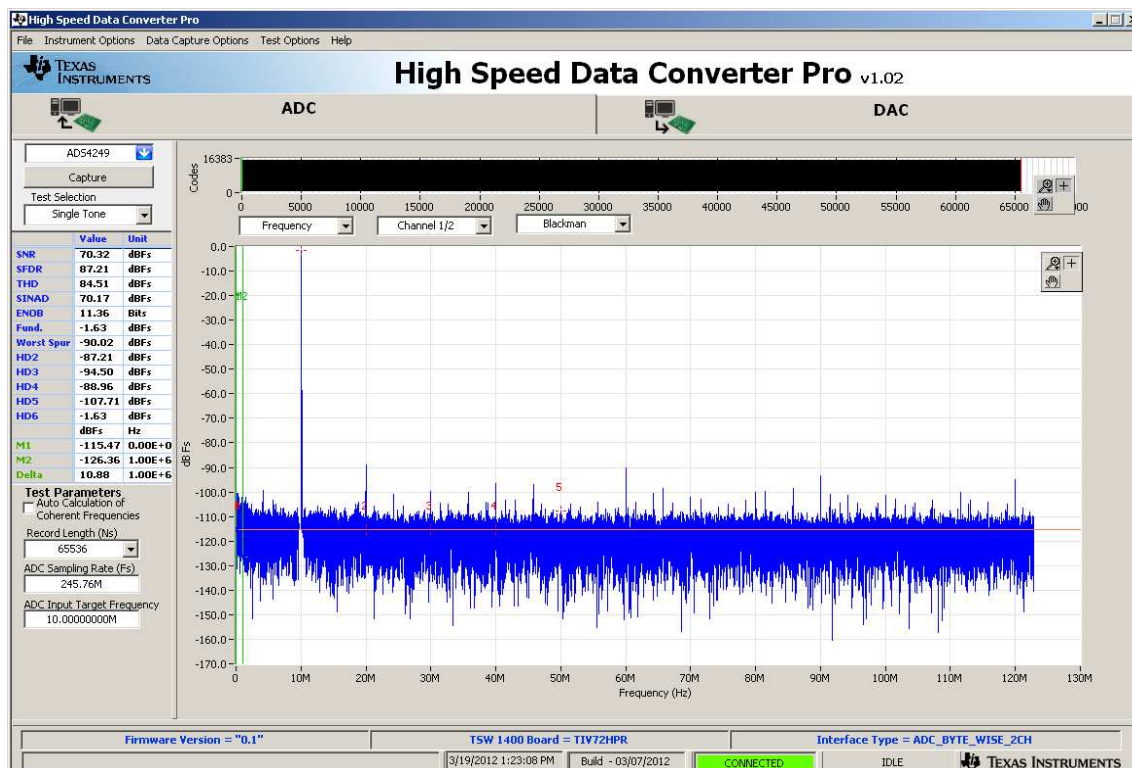 High Speed Data Converter Pro
File Instrument Options Data Capture Options Test Options Help
TEXAS INSTRUMENTS
High Speed Data Converter Pro v1.02
ADC
DAC
ADS4249
Capture
Test Selection
Single Tone
Value Unit
SNR 70.32 dBFs
SFDR 87.21 dBFs
THD 84.51 dBFs
SINAD 70.17 dBFs
ENOB 11.36 Bits
Fund. -1.63 dBFs
Worst Spur -90.02 dBFs
HD2 -87.21 dBFs
HD3 -94.50 dBFs
HD4 -88.96 dBFs
HD5 -107.71 dBFs
HD6 -1.63 dBFs
dBFs Hz
M1 -115.47 0.00E+0
M2 -126.36 1.00E+6
Delta 10.88 1.00E+6
Test Parameters
Auto Calculation of
Coherent Frequencies
Record Length (Ns)
65536
ADC Sampling Rate (Fs)
245.76M
ADC Input Target Frequency
10.00000000M
Codes
16383
0
0 5000 10000 15000 20000 25000 30000 35000 40000 45000 50000 55000 60000 65000
Frequency
Channel 1/2
Blackman
dBFs
0.0
-10.0
-20.0
-30.0
-40.0
-50.0
-60.0
-70.0
-80.0
-90.0
-100.0
-110.0
-120.0
-130.0
-140.0
-150.0
-160.0
-170.0
M2
2 3 4 5
0 10M 20M 30M 40M 50M 60M 70M 80M 90M 100M 110M 120M 130M
Frequency (Hz)
Firmware Version = "0.1"
TSW 1400 Board = TIV72HPR
Interface Type = ADC_BYTE_WISE_2CH
3/19/2012 1:23:08 PM
Build - 03/07/2012
CONNECTED
IDLE
TEXAS INSTRUMENTS